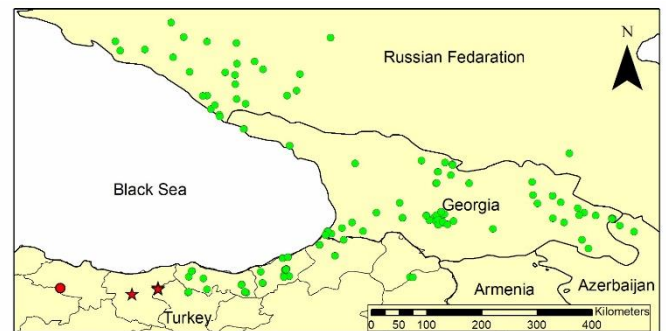 Russian Fedaration
N
Black Sea
Georgia
Armenia
Azerbaijan
Turkey
Kilometers
0 50 100 200 300 400